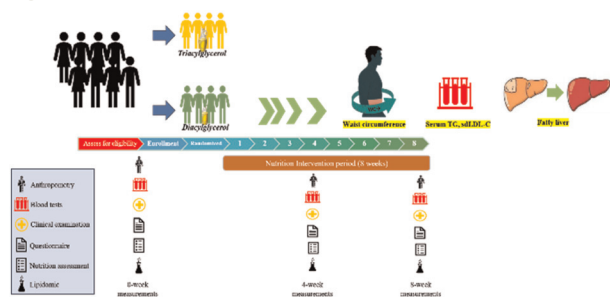 Triacylglycerol
Diacylglycerol
Waist circumference
Serum TG, sdLDL-C
Fatty liver
Assess for eligibility
Enrollment
Randomized
1
2
3
4
5
6
7
8
Nutrition Intervention period (8 weeks)
Anthropometry
Blood tests
Clinical examination
Questionnaire
Nutrition assessment
Lipidomic
0-week
measurements
4-week
measurements
8-week
measurements